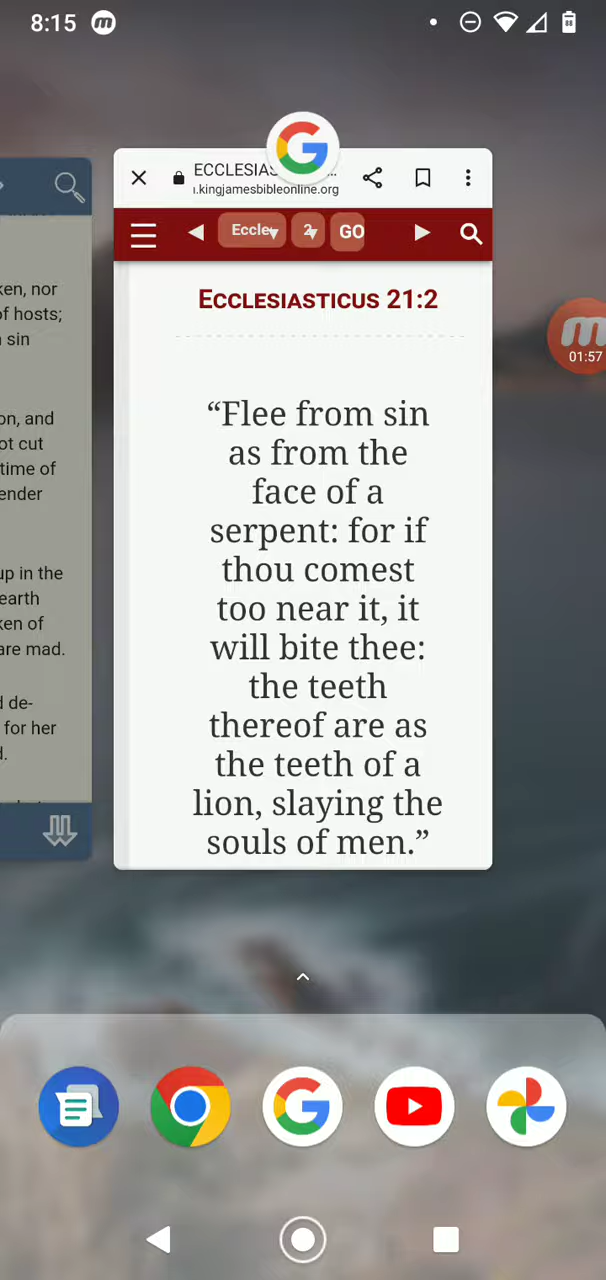 8:15
88
ken, nor
of hosts;
sin
on, and
ot cut
time of
ender
up in the
earth
ken of
are mad.
d de-
for her
d.
ECCLESIAS...
.kingjamesbibleonline.org
Eccle
2
GO
ECCLESIASTICUS 21:2
“Flee from sin
as from the
face of a
serpent: for if
thou comest
too near it, it
will bite thee:
the teeth
thereof are as
the teeth of a
lion, slaying the
souls of men.”
01:57